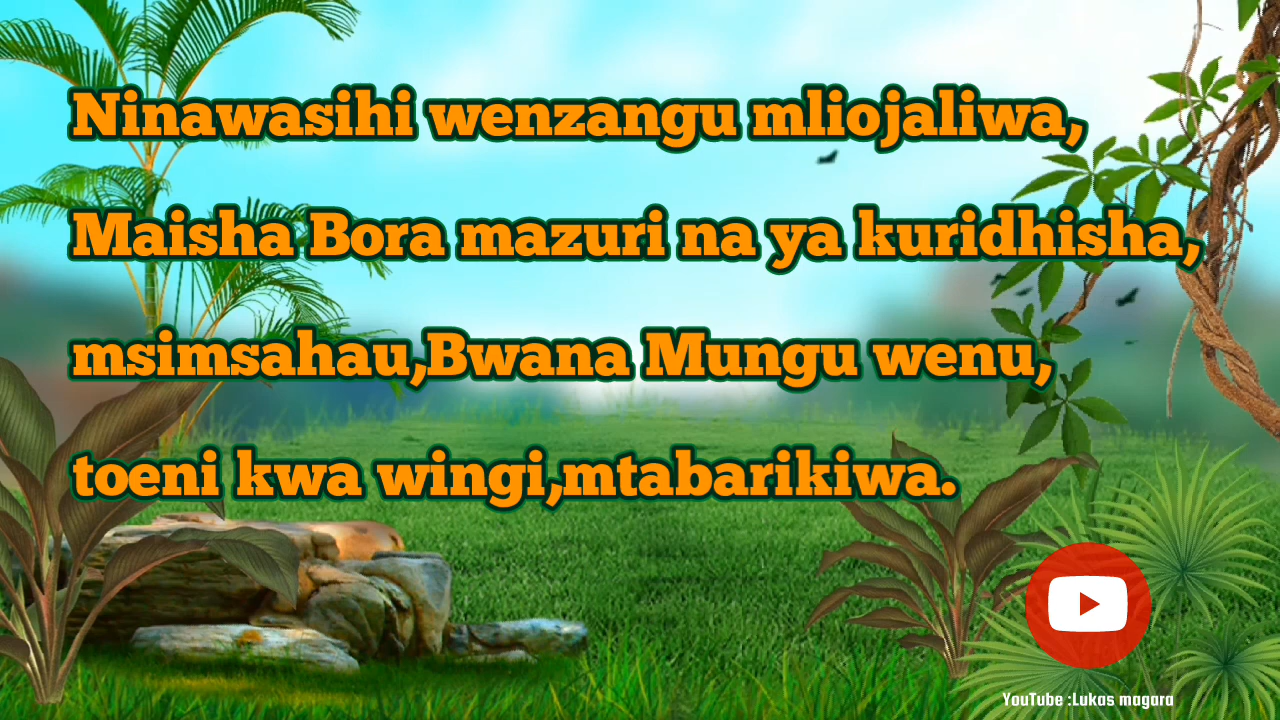 Ninawasihi wenzangu mliojaliwa,
Maisha Bora mazuri na ya kuridhisha,
msimsahau,Bwana Mungu wenu,
toeni kwa wingi,mtabarikiwa.
YouTube :Lukas magara